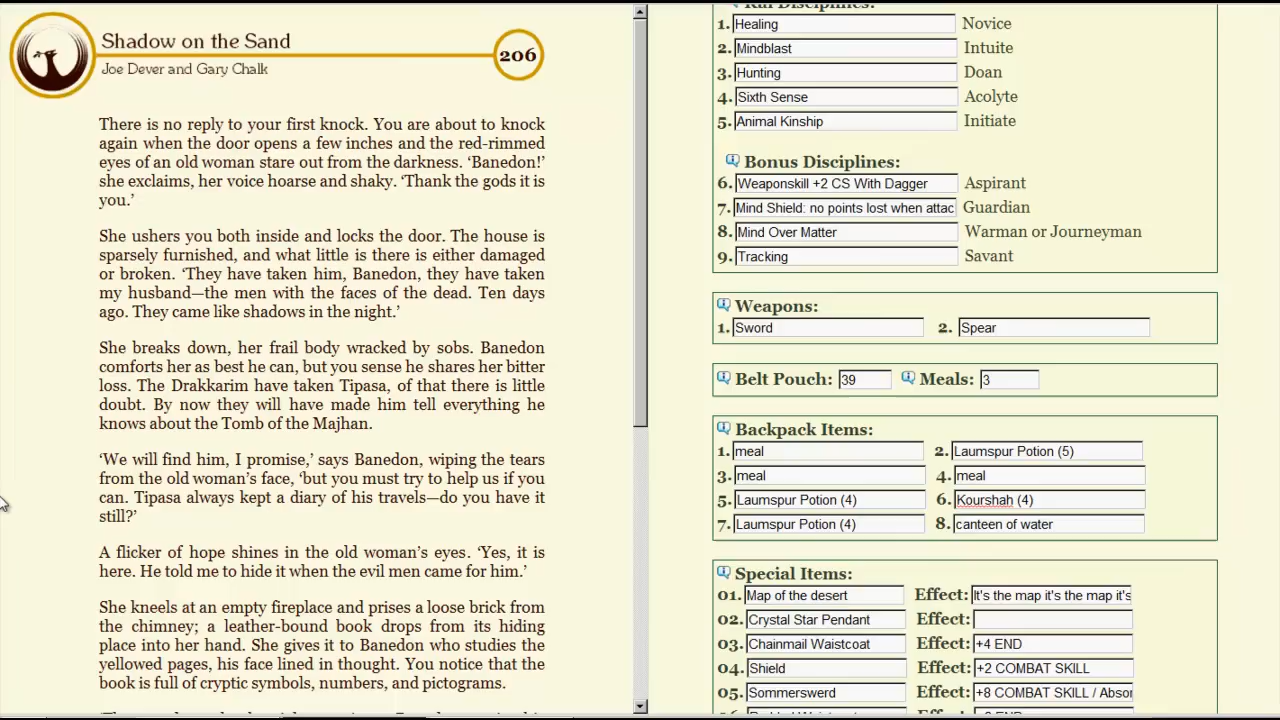 Shadow on the Sand
206
Joe Dever and Gary Chalk
There is no reply to your first knock. You are about to knock
again when the door opens a few inches and the red-rimmed
eyes of an old woman stare out from the darkness. ‘Banedon!’
she exclaims, her voice hoarse and shaky. ‘Thank the gods it is
you.’
She ushers you both inside and locks the door. The house is
sparsely furnished, and what little is there is either damaged
or broken. ‘They have taken him, Banedon, they have taken
my husband—the men with the faces of the dead. Ten days
ago. They came like shadows in the night.’
She breaks down, her frail body wracked by sobs. Banedon
comforts her as best he can, but you sense he shares her bitter
loss. The Drakkarim have taken Tipasa, of that there is little
doubt. By now they will have made him tell everything he
knows about the Tomb of the Majhan.
‘We will find him, I promise,’ says Banedon, wiping the tears
from the old woman’s face, ‘but you must try to help us if you
can. Tipasa always kept a diary of his travels—do you have it
still?’
A flicker of hope shines in the old woman’s eyes. ‘Yes, it is
here. He told me to hide it when the evil men came for him.’
She kneels at an empty fireplace and prises a loose brick from
the chimney; a leather-bound book drops from its hiding
place into her hand. She gives it to Banedon who studies the
yellowed pages, his face lined in thought. You notice that the
book is full of cryptic symbols, numbers, and pictograms.
1. Healing Novice
2. Mindblast Intuite
3. Hunting Doan
4. Sixth Sense Acolyte
5. Animal Kinship Initiate
Bonus Disciplines:
6. Weaponskill +2 CS With Dagger Aspirant
7. Mind Shield: no points lost when attac Guardian
8. Mind Over Matter Warman or Journeyman
9. Tracking Savant
Weapons:
1. Sword 2. Spear
Belt Pouch: 39 Meals: 3
Backpack Items:
1. meal 2. Laumspur Potion (5)
3. meal 4. meal
5. Laumspur Potion (4) 6. Kourshah (4)
7. Laumspur Potion (4) 8. canteen of water
Special Items:
01. Map of the desert Effect: It's the map it's the map it's
02. Crystal Star Pendant Effect:
03. Chainmail Waistcoat Effect: +4 END
04. Shield Effect: +2 COMBAT SKILL
05. Sommerswerd Effect: +8 COMBAT SKILL / Absor